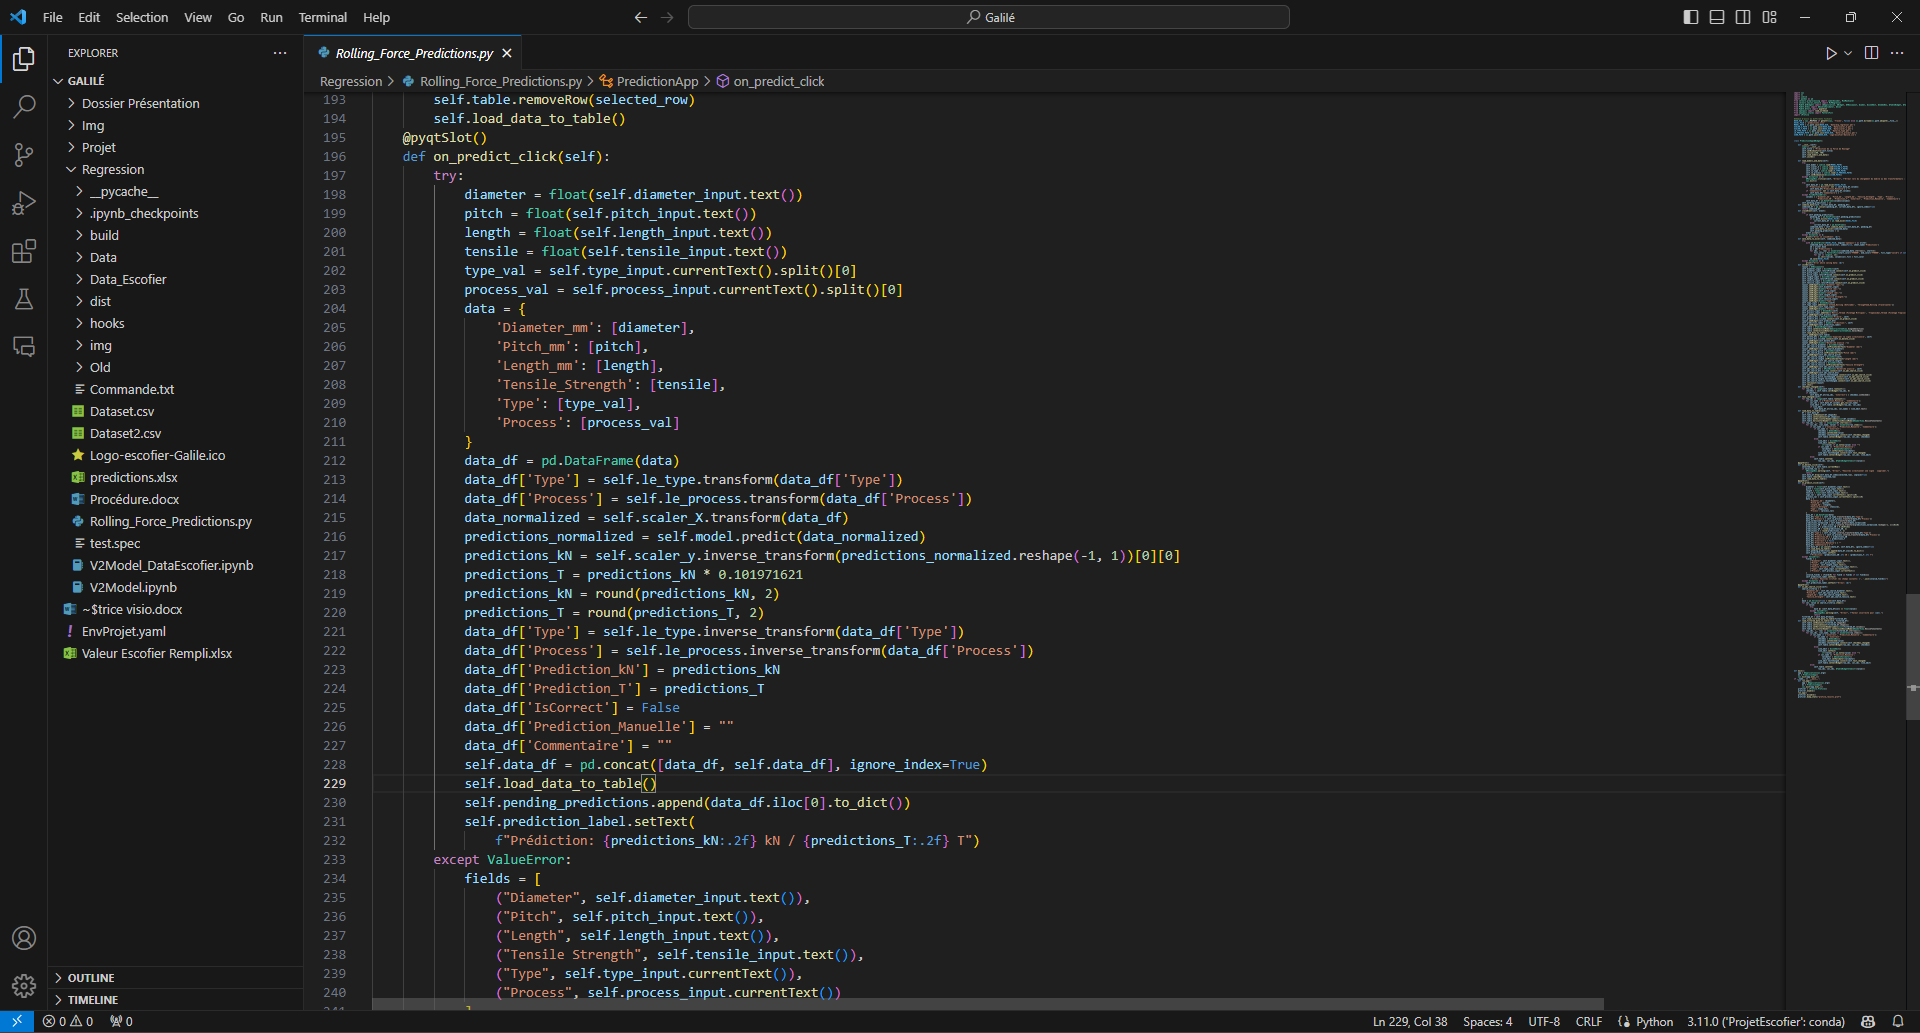 File Edit Selection View Go Run Terminal Help
Galilé
EXPLORER
GALILÉ
Dossier Présentation
Img
Projet
Regression
__pycache__
.ipynb_checkpoints
build
Data
Data_Escofier
dist
hooks
img
Old
Commande.txt
Dataset.csv
Dataset2.csv
Logo-escofier-Galile.ico
predictions.xlsx
Procédure.docx
Rolling_Force_Predictions.py
test.spec
V2Model_DataEscofier.ipynb
V2Model.ipynb
~$trice visio.docx
EnvProjet.yaml
Valeur Escofier Rempli.xlsx
OUTLINE
TIMELINE
Rolling_Force_Predictions.py
Regression > Rolling_Force_Predictions.py > PredictionApp > on_predict_click
193 self.table.removeRow(selected_row)
194 self.load_data_to_table()
195 @pyqtSlot()
196 def on_predict_click(self):
197 try:
198 diameter = float(self.diameter_input.text())
199 pitch = float(self.pitch_input.text())
200 length = float(self.length_input.text())
201 tensile = float(self.tensile_input.text())
202 type_val = self.type_input.currentText().split()[0]
203 process_val = self.process_input.currentText().split()[0]
204 data = {
205 'Diameter_mm': [diameter],
206 'Pitch_mm': [pitch],
207 'Length_mm': [length],
208 'Tensile_Strength': [tensile],
209 'Type': [type_val],
210 'Process': [process_val]
211 }
212 data_df = pd.DataFrame(data)
213 data_df['Type'] = self.le_type.transform(data_df['Type'])
214 data_df['Process'] = self.le_process.transform(data_df['Process'])
215 data_normalized = self.scaler_X.transform(data_df)
216 predictions_normalized = self.model.predict(data_normalized)
217 predictions_kN = self.scaler_y.inverse_transform(predictions_normalized.reshape(-1, 1))[0][0]
218 predictions_T = predictions_kN * 0.101971621
219 predictions_kN = round(predictions_kN, 2)
220 predictions_T = round(predictions_T, 2)
221 data_df['Type'] = self.le_type.inverse_transform(data_df['Type'])
222 data_df['Process'] = self.le_process.inverse_transform(data_df['Process'])
223 data_df['Prediction_kN'] = predictions_kN
224 data_df['Prediction_T'] = predictions_T
225 data_df['IsCorrect'] = False
226 data_df['Prediction_Manuelle'] = ""
227 data_df['Commentaire'] = ""
228 self.data_df = pd.concat([data_df, self.data_df], ignore_index=True)
229 self.load_data_to_table()
230 self.pending_predictions.append(data_df.iloc[0].to_dict())
231 self.prediction_label.setText(
232 f"Prédiction: {predictions_kN:.2f} kN / {predictions_T:.2f} T")
233 except ValueError:
234 fields = [
235 ("Diameter", self.diameter_input.text()),
236 ("Pitch", self.pitch_input.text()),
237 ("Length", self.length_input.text()),
238 ("Tensile Strength", self.tensile_input.text()),
239 ("Type", self.type_input.currentText()),
240 ("Process", self.process_input.currentText())
0 0 0
Ln 229, Col 38 Spaces: 4 UTF-8 CRLF Python 3.11.0 ('ProjetEscofier': conda)